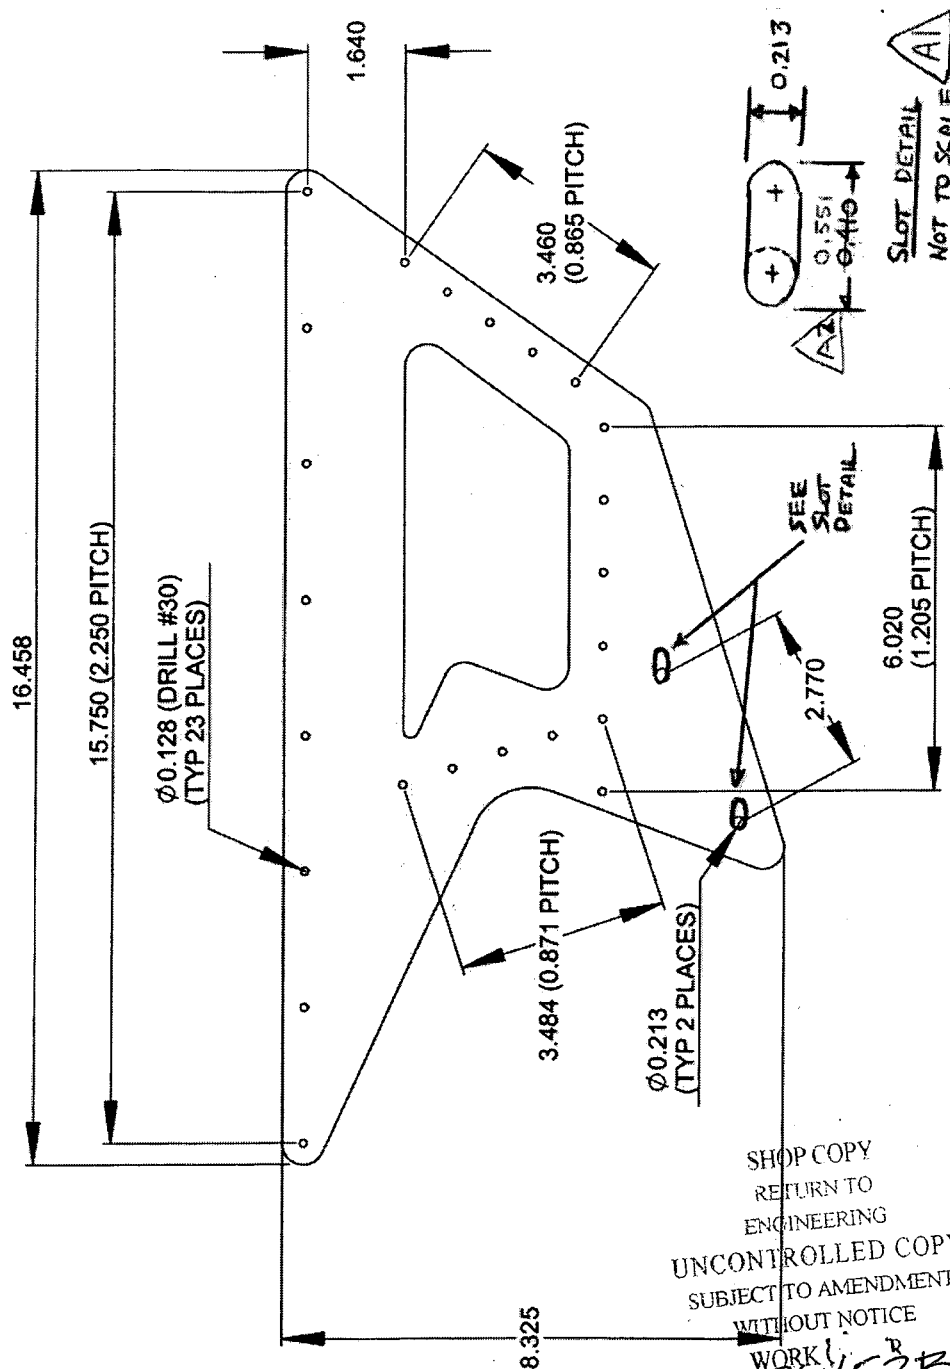 16.458
15.750 (2.250 PITCH)
Ø0.128 (DRILL #30)
(TYP 23 PLACES)
1.640
3.460
(0.865 PITCH)
0.213
0.551
0.410
A2
A1
SLOT DETAIL
NOT TO SCALE
SEE
SLOT
DETAIL
6.020
(1.205 PITCH)
2.770
3.484 (0.871 PITCH)
Ø0.213
(TYP 2 PLACES)
8.325
SHOP COPY
RETURN TO
ENGINEERING
UNCONTROLLED COPY
SUBJECT TO AMENDMENT
WITHOUT NOTICE
WORK